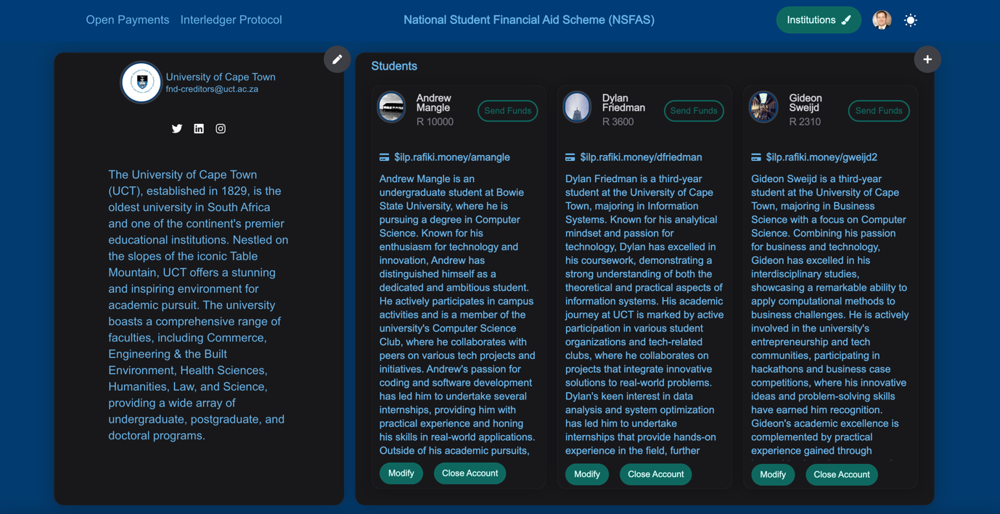 Open Payments
Interledger Protocol
National Student Financial Aid Scheme (NSFAS)
Institutions
University of Cape Town
fnd-creditors@uct.ac.za
The University of Cape Town
(UCT), established in 1829, is the
oldest university in South Africa
and one of the continent's premier
educational institutions. Nestled on
the slopes of the iconic Table
Mountain, UCT offers a stunning
and inspiring environment for
academic pursuit. The university
boasts a comprehensive range of
faculties, including Commerce,
Engineering & the Built
Environment, Health Sciences,
Humanities, Law, and Science,
providing a wide array of
undergraduate, postgraduate, and
doctoral programs.
Students
Andrew
Mangle
R 10000
Send Funds
$ilp.rafiki.money/amangle
Andrew Mangle is an
undergraduate student at Bowie
State University, where he is
pursuing a degree in Computer
Science. Known for his
enthusiasm for technology and
innovation, Andrew has
distinguished himself as a
dedicated and ambitious student.
He actively participates in campus
activities and is a member of the
university's Computer Science
Club, where he collaborates with
peers on various tech projects and
initiatives. Andrew's passion for
coding and software development
has led him to undertake several
internships, providing him with
practical experience and honing
his skills in real-world applications.
Outside of his academic pursuits,
Modify
Close Account
Dylan
Friedman
R 3600
Send Funds
$ilp.rafiki.money/dfriedman
Dylan Friedman is a third-year
student at the University of Cape
Town, majoring in Information
Systems. Known for his analytical
mindset and passion for
technology, Dylan has excelled in
his coursework, demonstrating a
strong understanding of both the
theoretical and practical aspects of
information systems. His academic
journey at UCT is marked by active
participation in various student
organizations and tech-related
clubs, where he collaborates on
projects that integrate innovative
solutions to real-world problems.
Dylan's keen interest in data
analysis and system optimization
has led him to undertake
internships that provide hands-on
experience in the field, further
Modify
Close Account
Gideon
Sweijd
R 2310
Send Funds
$ilp.rafiki.money/gweijd2
Gideon Sweijd is a third-year
student at the University of Cape
Town, majoring in Business
Science with a focus on Computer
Science. Combining his passion
for business and technology,
Gideon has excelled in his
interdisciplinary studies,
showcasing a remarkable ability to
apply computational methods to
business challenges. He is actively
involved in the university's
entrepreneurship and tech
communities, participating in
hackathons and business case
competitions, where his innovative
ideas and problem-solving skills
have earned him recognition.
Gideon's academic excellence is
complemented by practical
experience gained through
Modify
Close Account